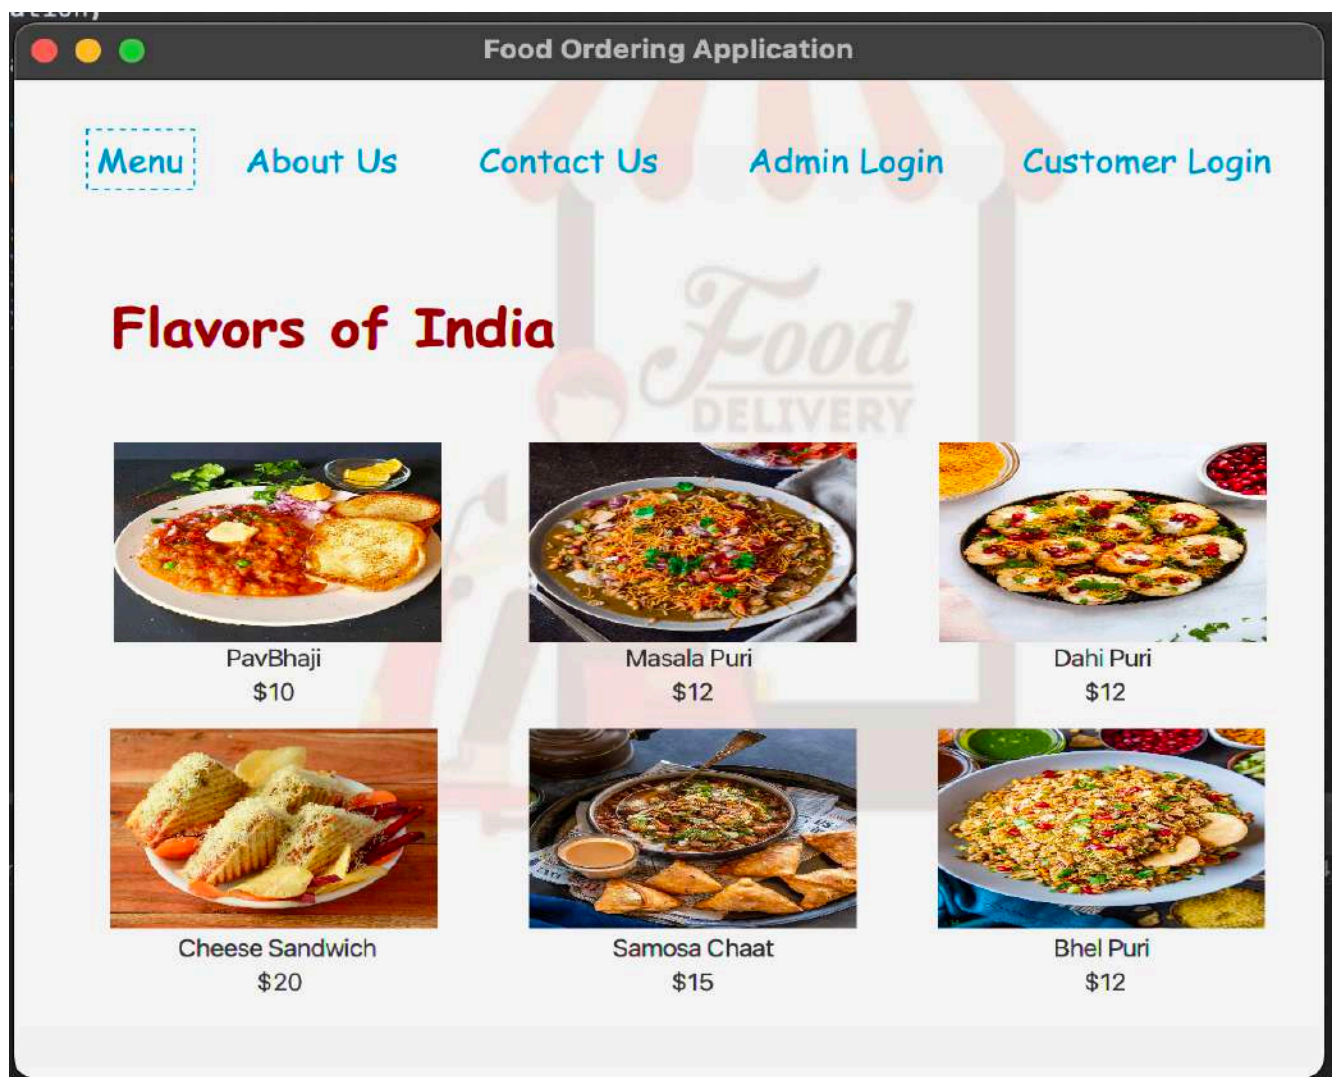 ation,
Food Ordering Application
Menu About Us Contact Us Admin Login Customer Login
Food
DELIVERY
Flavors of India
PavBhaji Masala Puri Dahi Puri
$10 $12 $12
Cheese Sandwich Samosa Chaat Bhel Puri
$20 $15 $12